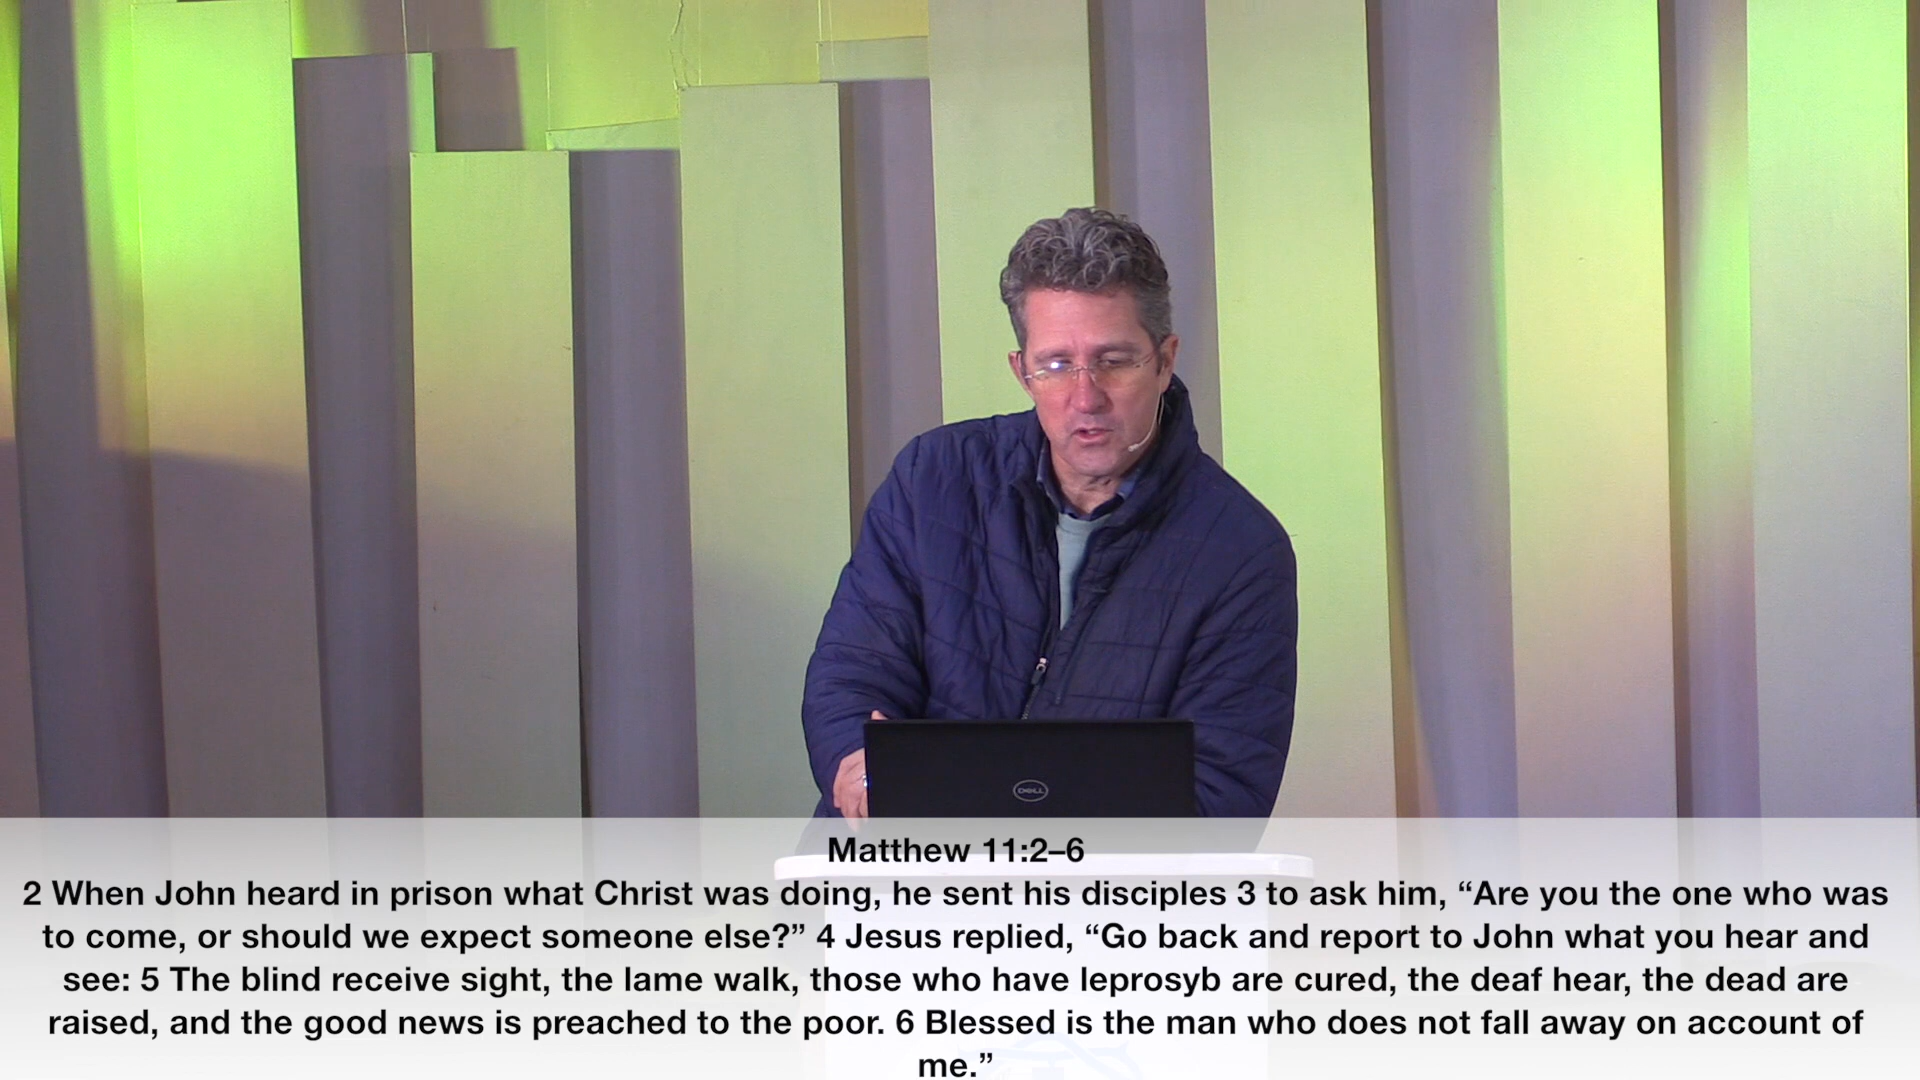 DELL
Matthew 11:2–6
2 When John heard in prison what Christ was doing, he sent his disciples 3 to ask him, “Are you the one who was
to come, or should we expect someone else?” 4 Jesus replied, “Go back and report to John what you hear and
see: 5 The blind receive sight, the lame walk, those who have leprosyb are cured, the deaf hear, the dead are
raised, and the good news is preached to the poor. 6 Blessed is the man who does not fall away on account of
me.”